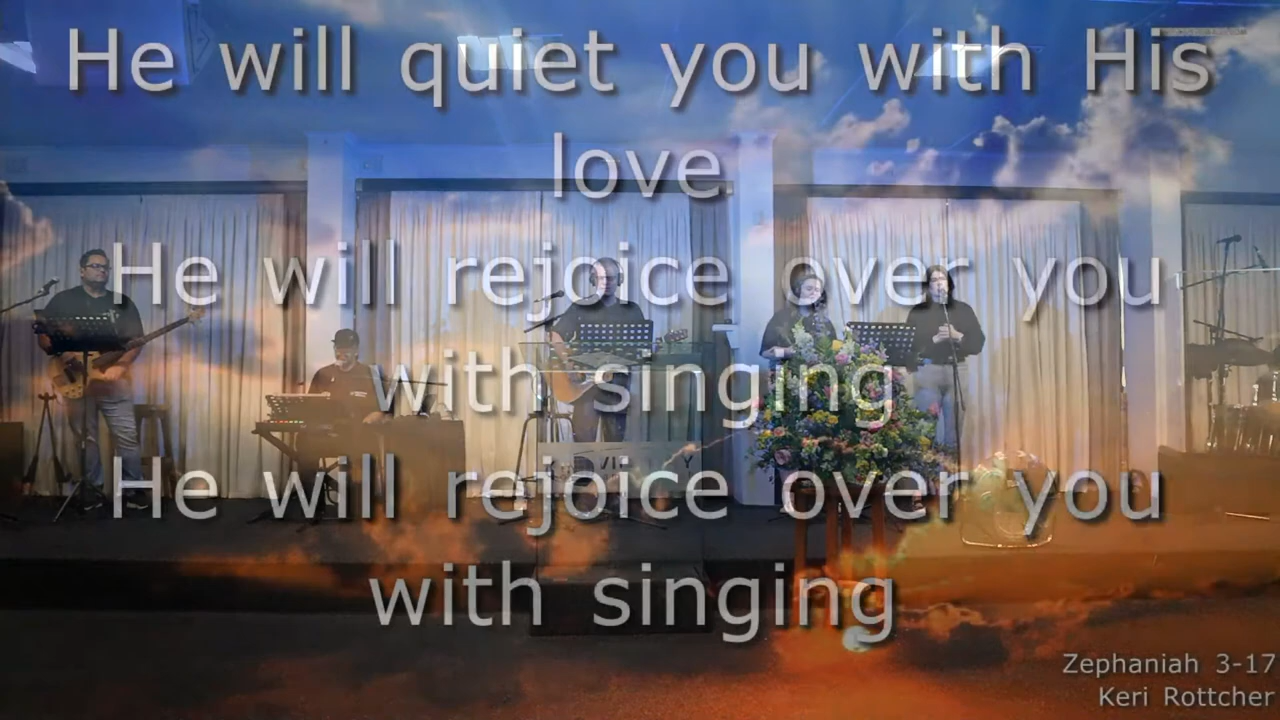 He will quiet you with His
love
He will rejoice over you
with singing
He will rejoice over you
with singing
Zephaniah 3-17
Keri Rottcher